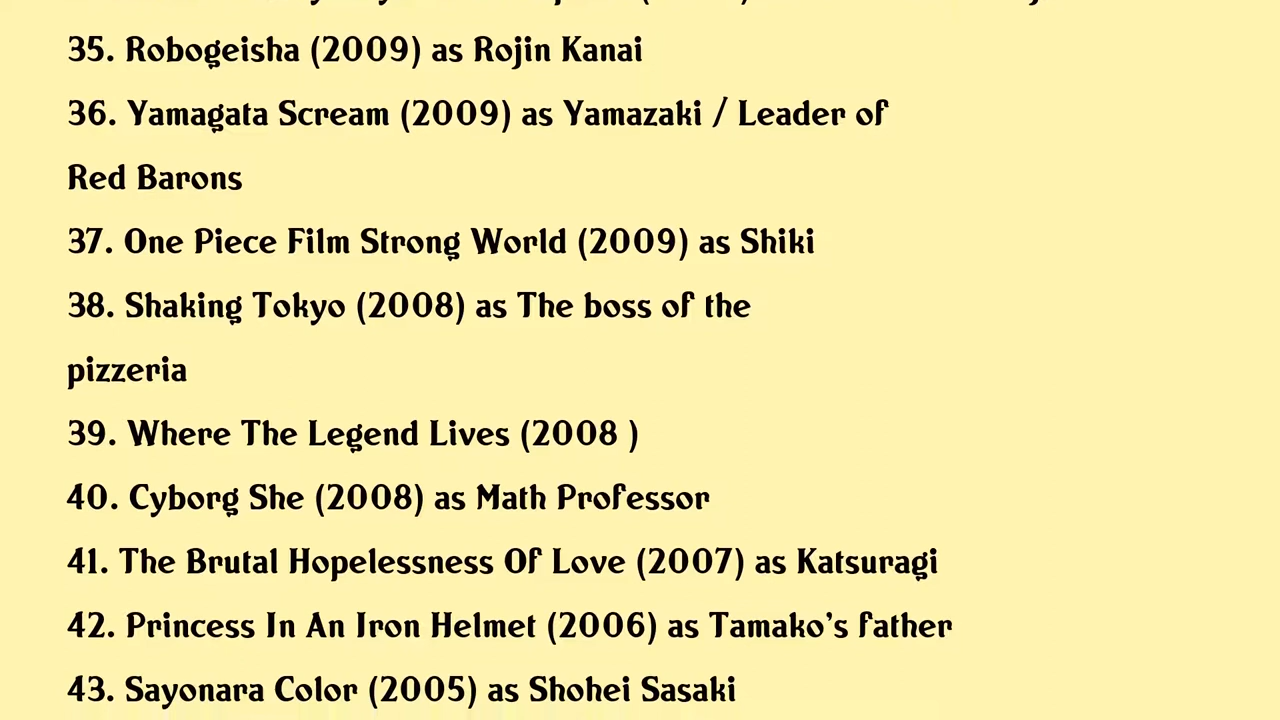 35. Robogeisha (2009) as Rojin Kanai
36. Yamagata Scream (2009) as Yamazaki / Leader of
Red Barons
37. One Piece Film Strong World (2009) as Shiki
38. Shaking Tokyo (2008) as The boss of the
pizzeria
39. Where The Legend Lives (2008 )
40. Cyborg She (2008) as Math Professor
41. The Brutal Hopelessness Of Love (2007) as Katsuragi
42. Princess In An Iron Helmet (2006) as Tamako's father
43. Sayonara Color (2005) as Shohei Sasaki